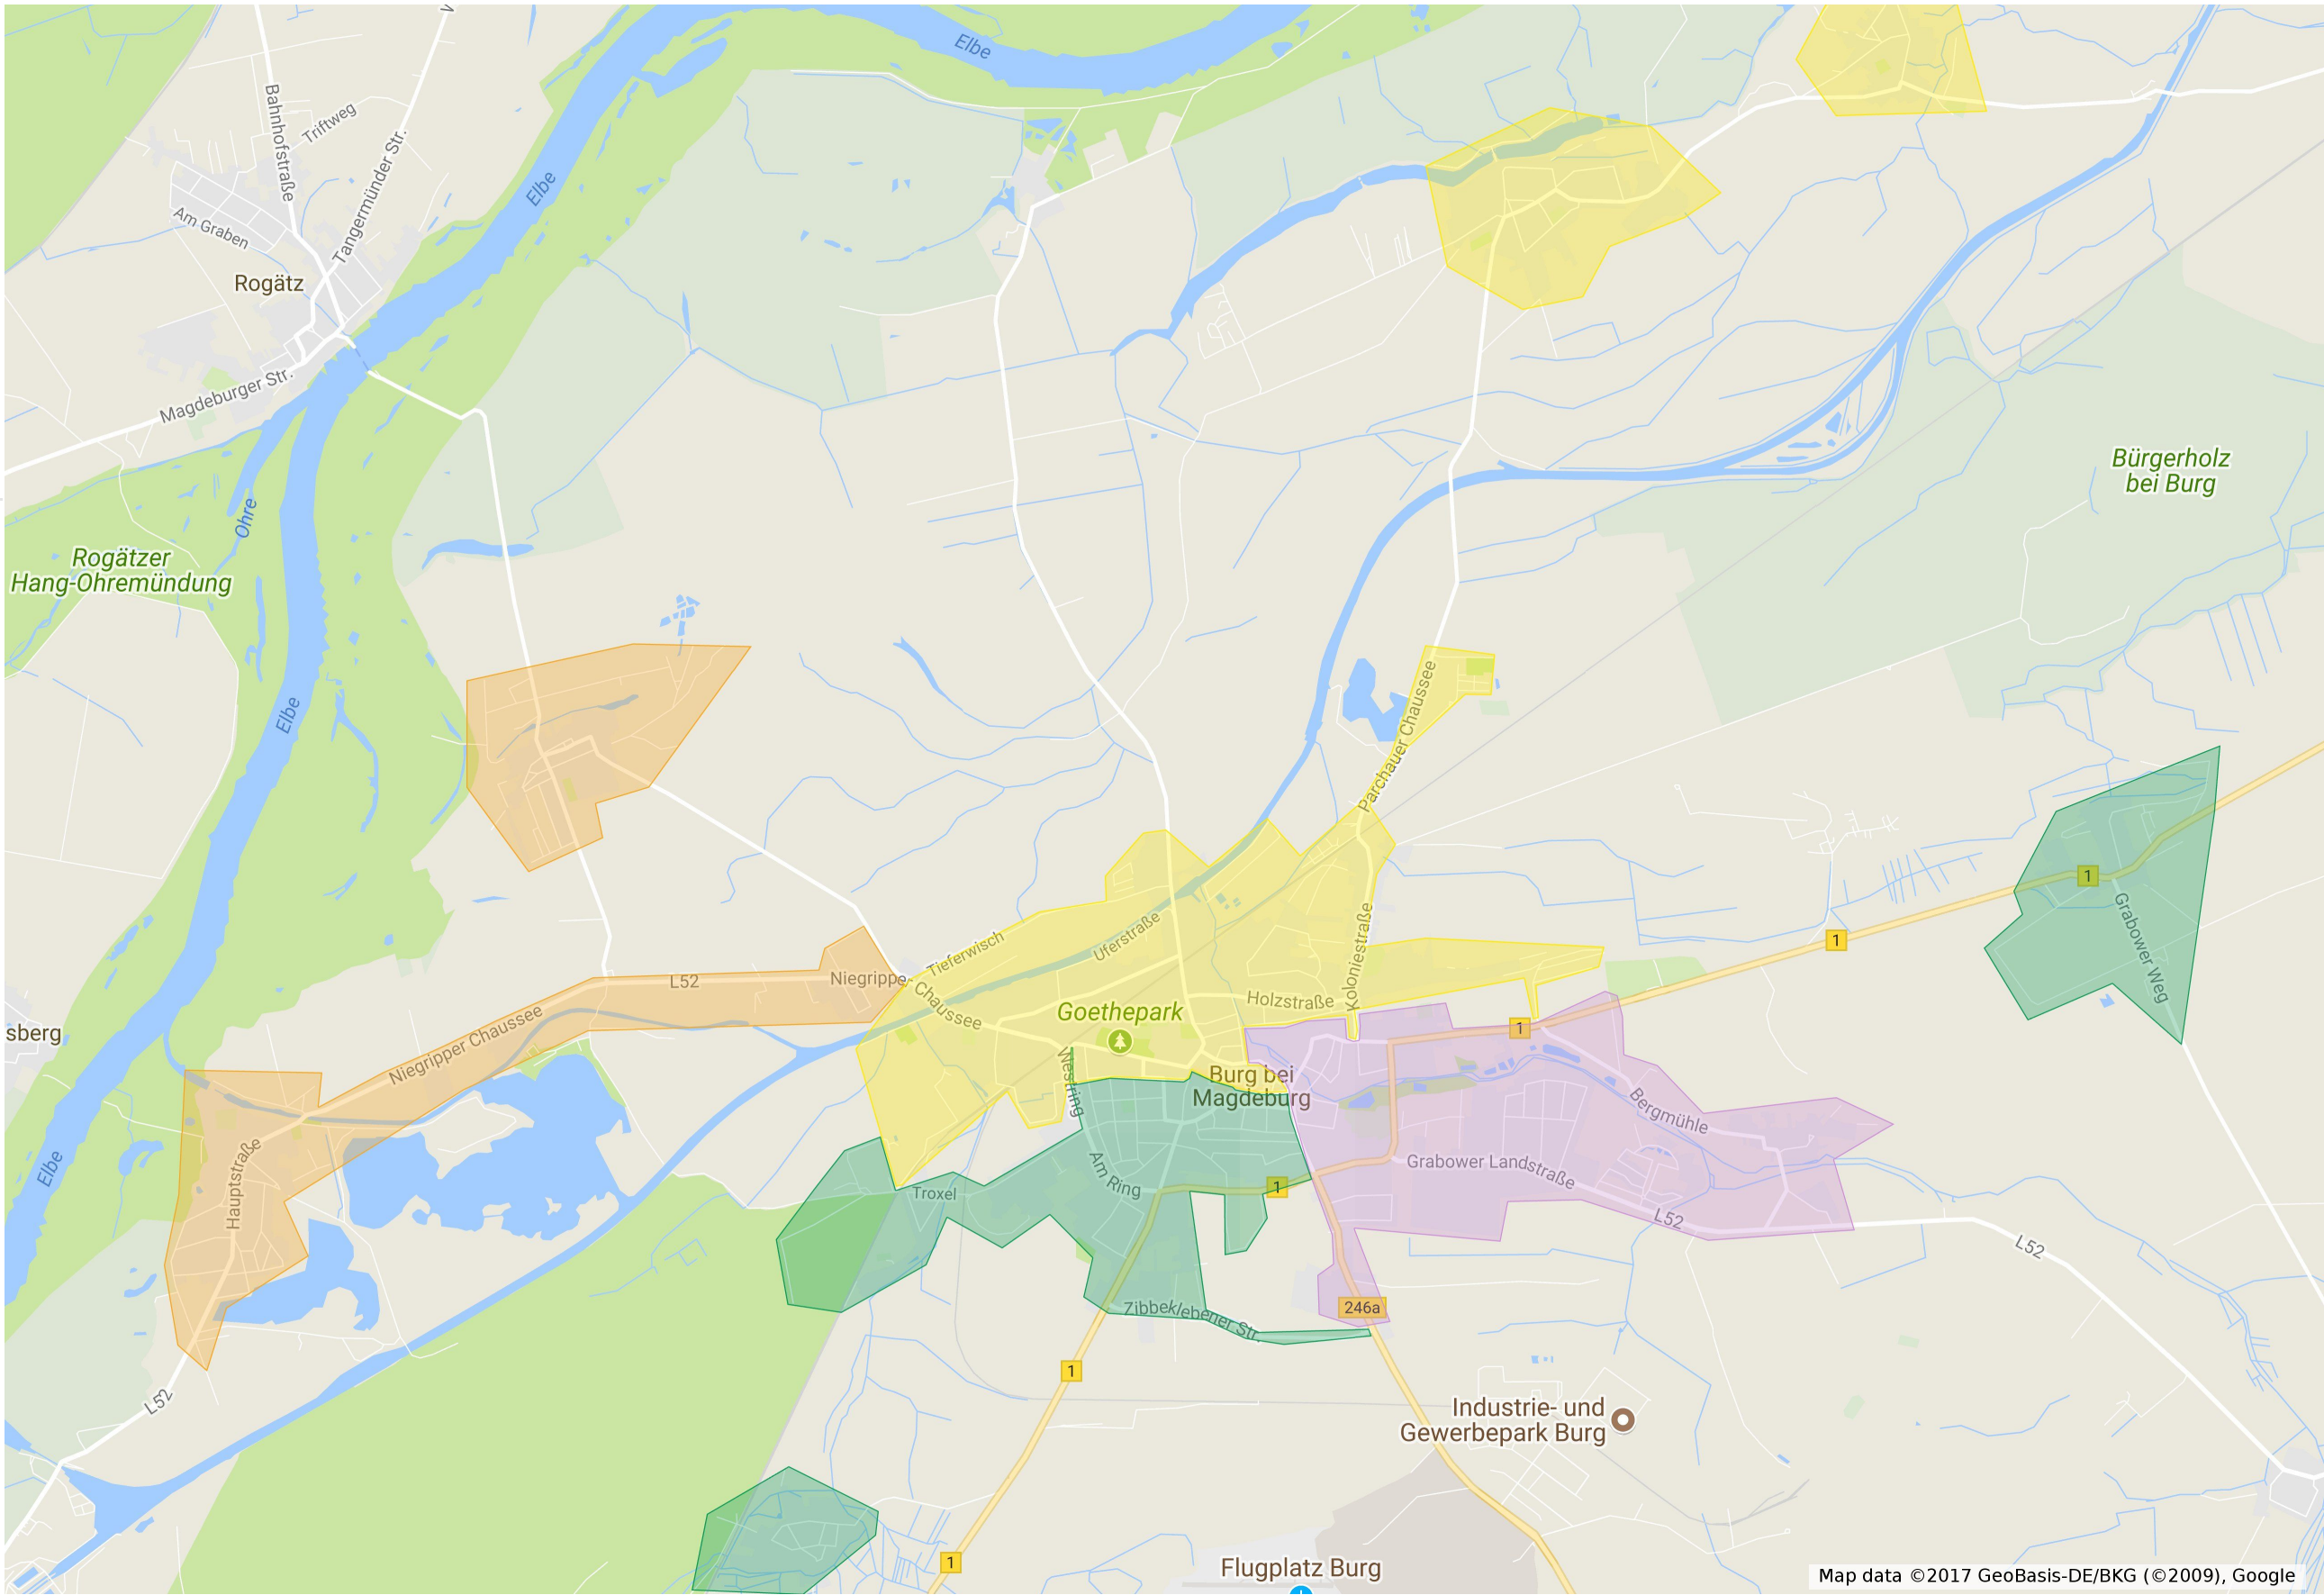 Elbe
Bahnhofstraße
Triftweg
Tangermünder Str.
Am Graben
Elbe
Rogätz
Magdeburger Str.
Bürgerholz
bei Burg
Ohre
Rogätzer
Hang-Ohremündung
Elbe
Parchauer Chaussee
1
Grabower Weg
Koloniestraße
Uferstraße
Tieferwisch
1
L52
Niegripper Chaussee
Holzstraße
Goethepark
Niegripper Chaussee
1
sberg
Westring
Burg bei
Magdeburg
Bergmühle
Elbe
Hauptstraße
Am Ring
Grabower Landstraße
Troxel
1
L52
L52
Zibbeklebener Str.
246a
1
L52
Industrie- und
Gewerbepark Burg
1
Flugplatz Burg
Map data ©2017 GeoBasis-DE/BKG (©2009), Google